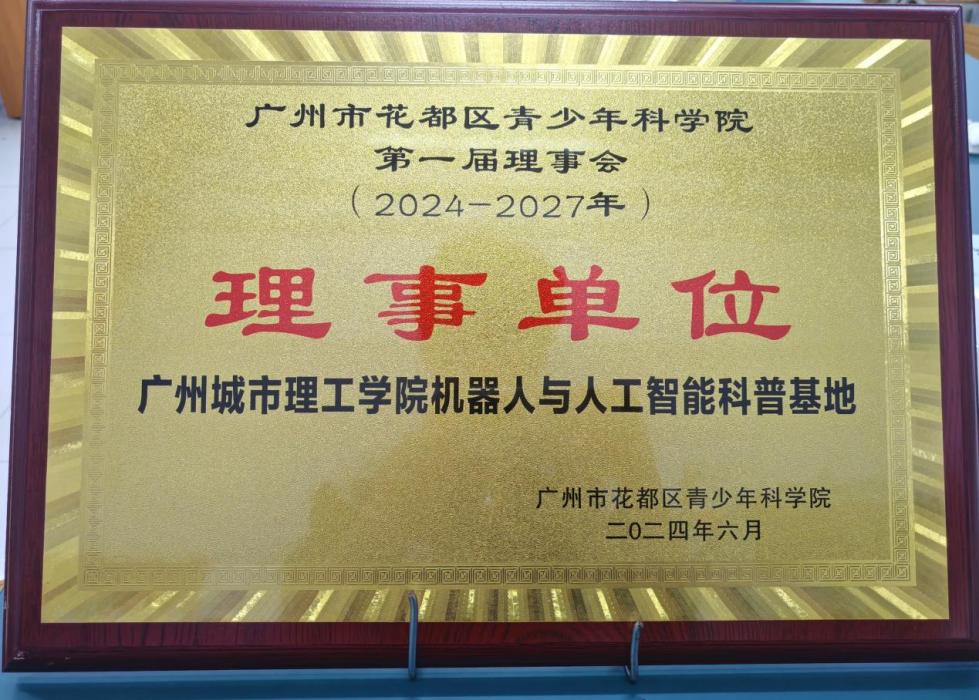 广州市花都区青少年科学院
第一届理事会
（2024-2027年）
理事单位
广州城市理工学院机器人与人工智能科普基地
广州市花都区青少年科学院
二〇二四年六月